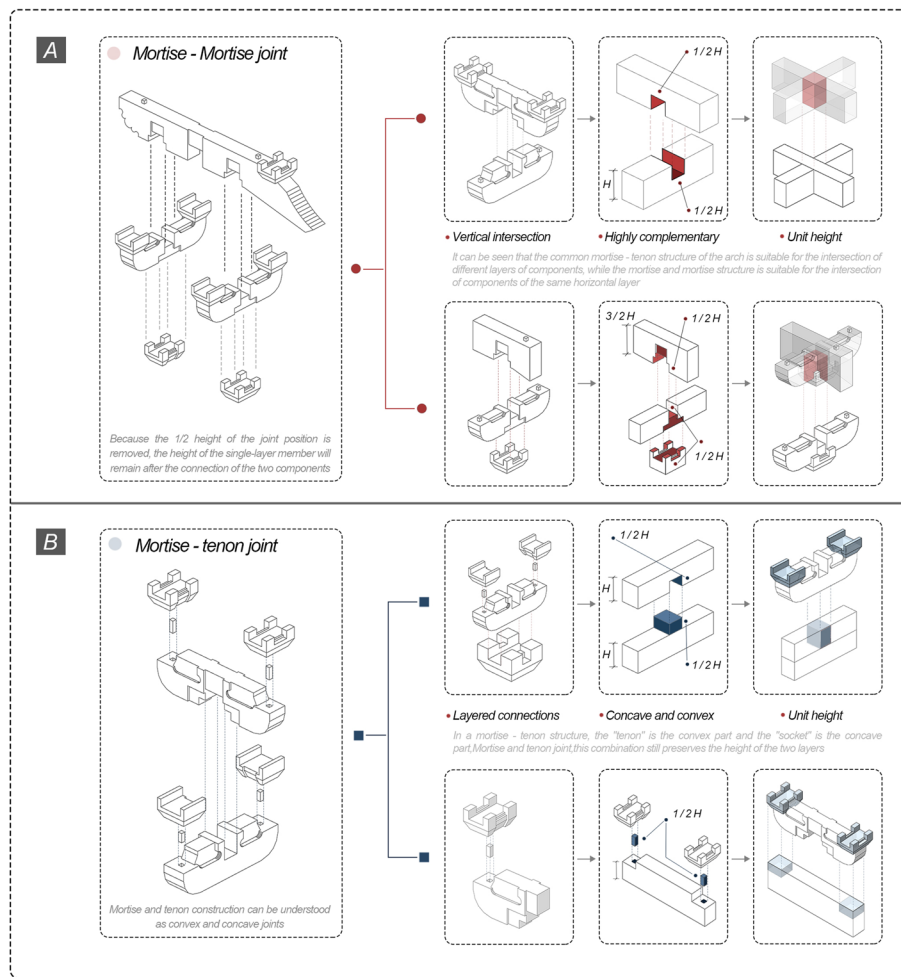 A
Mortise - Mortise joint
Because the 1/2 height of the joint position is
removed, the height of the single-layer member will
remain after the connection of the two components
1/2 H
H
1/2 H
• Vertical intersection
• Highly complementary
• Unit height
It can be seen that the common mortise - tenon structure of the arch is suitable for the intersection of
different layers of components, while the mortise and mortise structure is suitable for the intersection
of components of the same horizontal layer
3/2 H
1/2 H
1/2 H
B
Mortise - tenon joint
Mortise and tenon construction can be understood
as convex and concave joints
1/2 H
H
H
1/2 H
• Layered connections
• Concave and convex
• Unit height
In a mortise - tenon structure, the "tenon" is the convex part and the "socket" is the concave
part,Mortise and tenon joint,this combination still preserves the height of the two layers
1/2 H